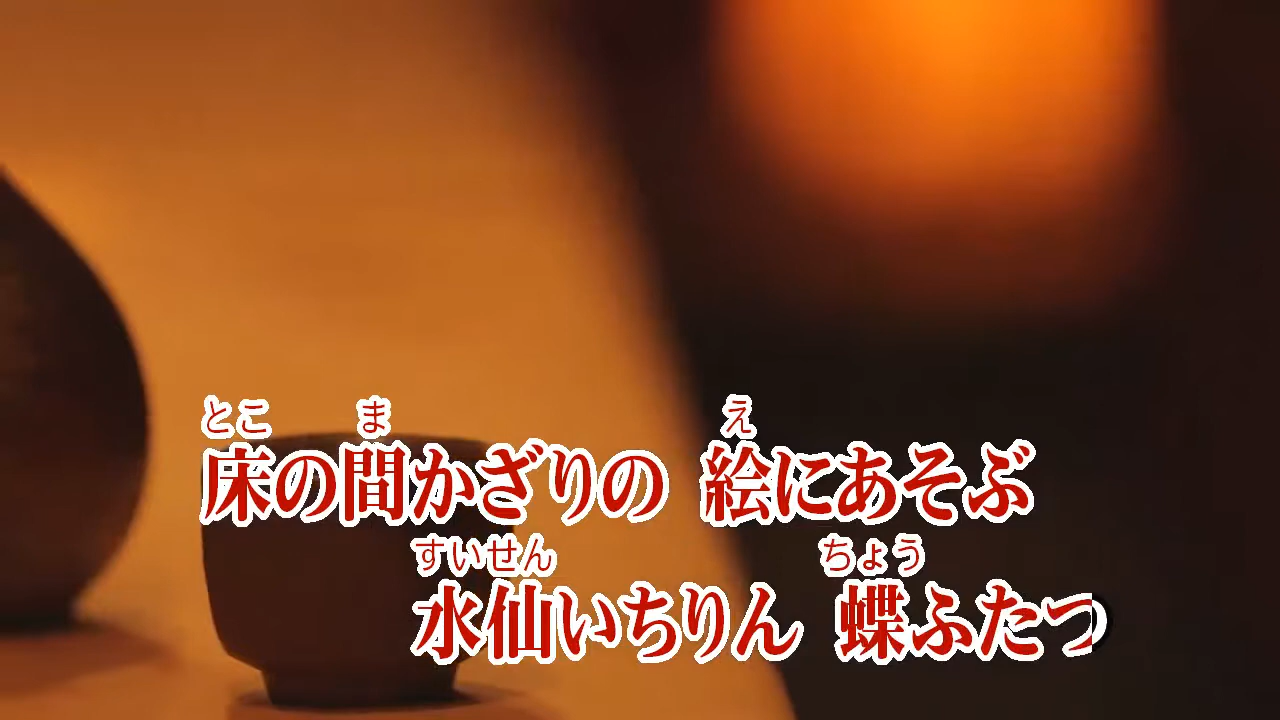 とこ ま え
床の間かざりの 絵にあそぶ
すいせん ちょう
水仙いちりん 蝶ふたつ